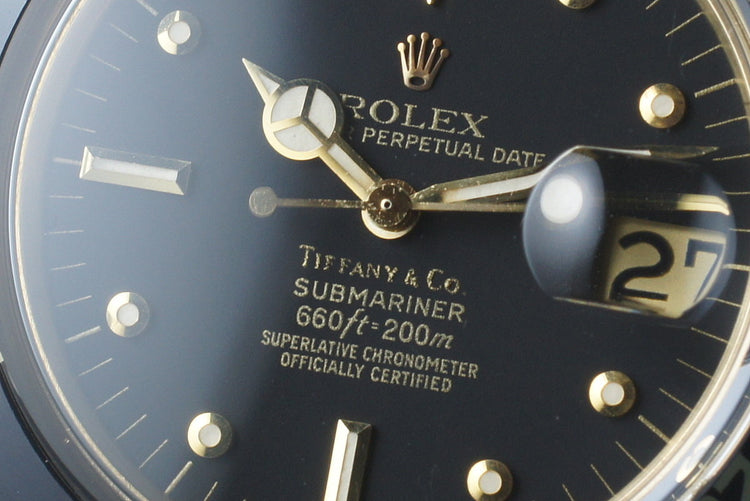 ROLEX
PERPETUAL DATE
27
TIFFANY & CO.
SUBMARINER
660ft=200m
SUPERLATIVE CHRONOMETER
OFFICIALLY CERTIFIED